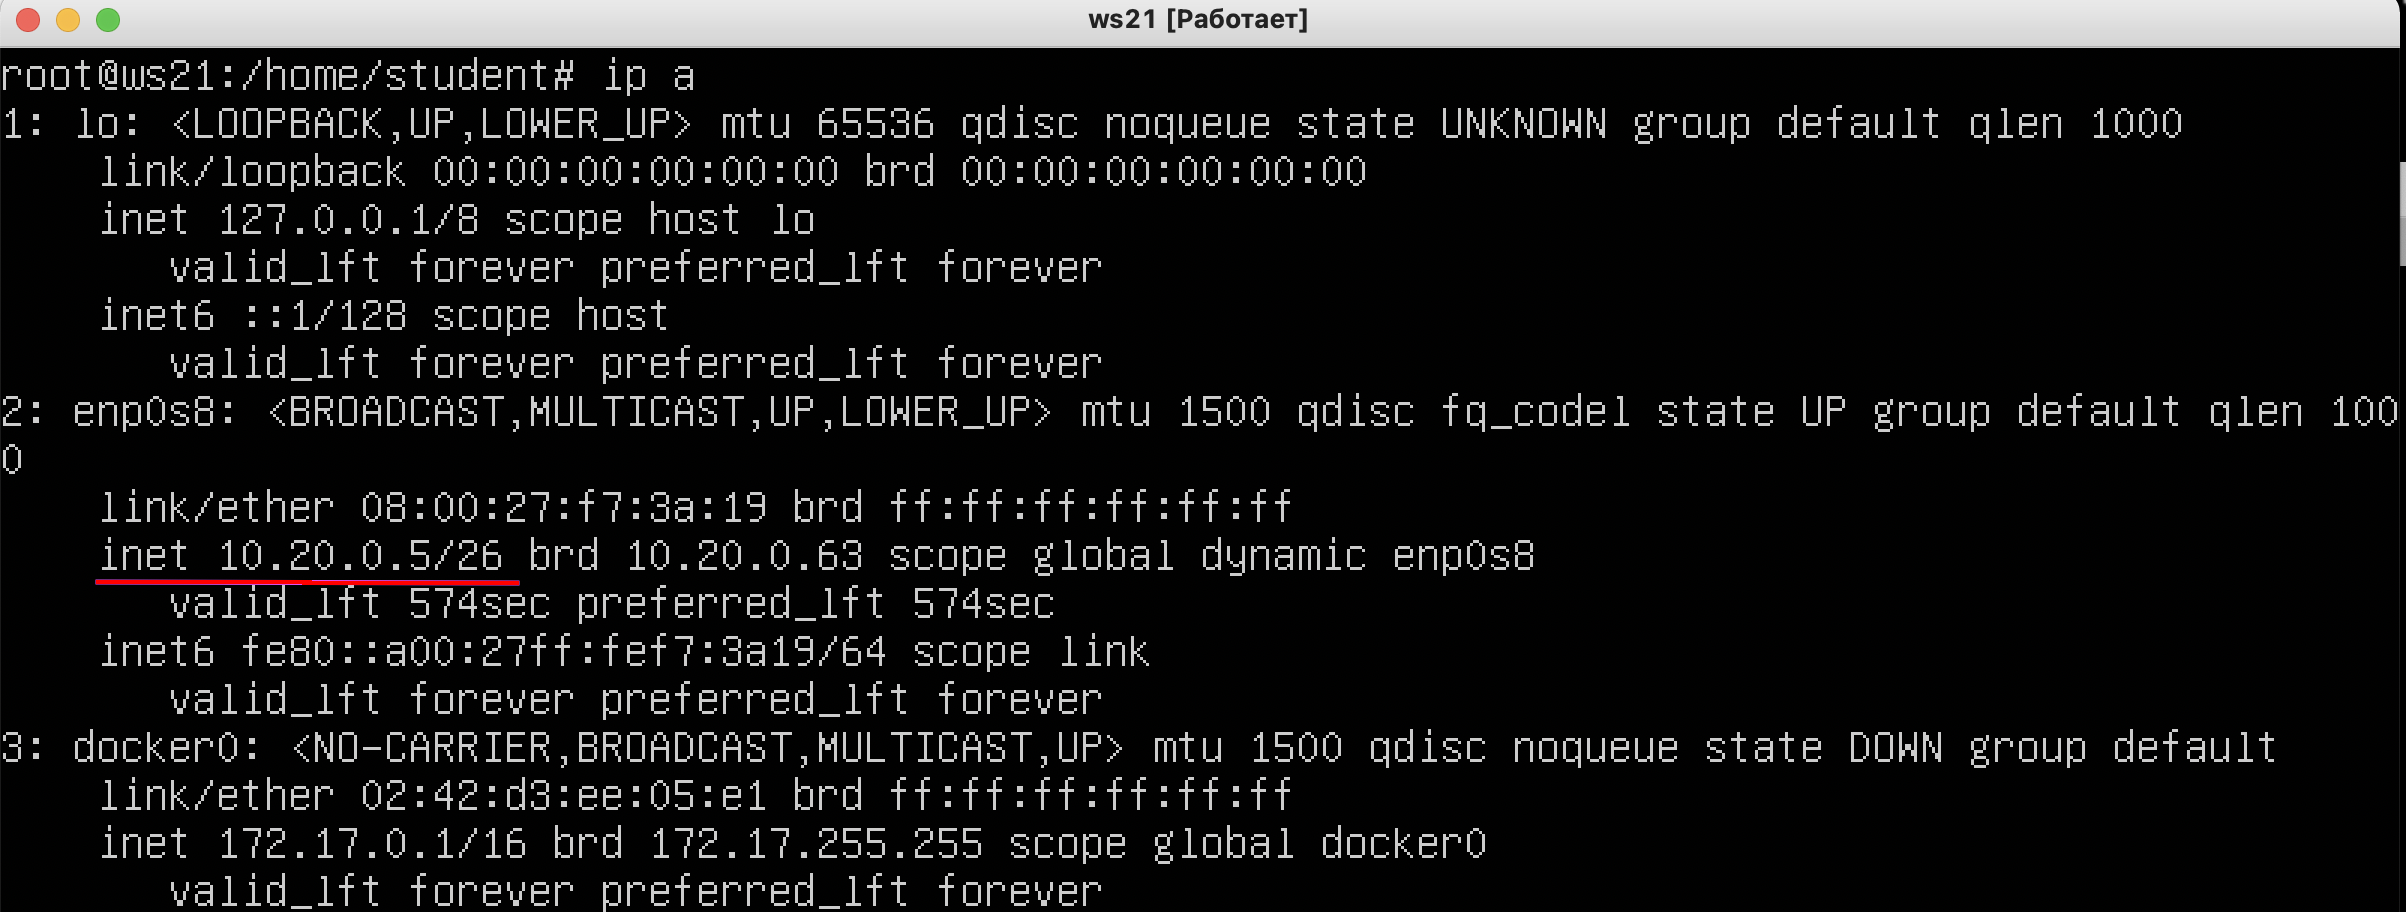 ws21 [Работает]
root@ws21:/home/student# ip a
1: lo: <LOOPBACK,UP,LOWER_UP> mtu 65536 qdisc noqueue state UNKNOWN group default qlen 1000
    link/loopback 00:00:00:00:00:00 brd 00:00:00:00:00:00
    inet 127.0.0.1/8 scope host lo
       valid_lft forever preferred_lft forever
    inet6 ::1/128 scope host
       valid_lft forever preferred_lft forever
2: enp0s8: <BROADCAST,MULTICAST,UP,LOWER_UP> mtu 1500 qdisc fq_codel state UP group default qlen 100
0
    link/ether 08:00:27:f7:3a:19 brd ff:ff:ff:ff:ff:ff
    inet 10.20.0.5/26 brd 10.20.0.63 scope global dynamic enp0s8
       valid_lft 574sec preferred_lft 574sec
    inet6 fe80::a00:27ff:fef7:3a19/64 scope link
       valid_lft forever preferred_lft forever
3: docker0: <NO-CARRIER,BROADCAST,MULTICAST,UP> mtu 1500 qdisc noqueue state DOWN group default
    link/ether 02:42:d3:ee:05:e1 brd ff:ff:ff:ff:ff:ff
    inet 172.17.0.1/16 brd 172.17.255.255 scope global docker0
       valid_lft forever preferred_lft forever